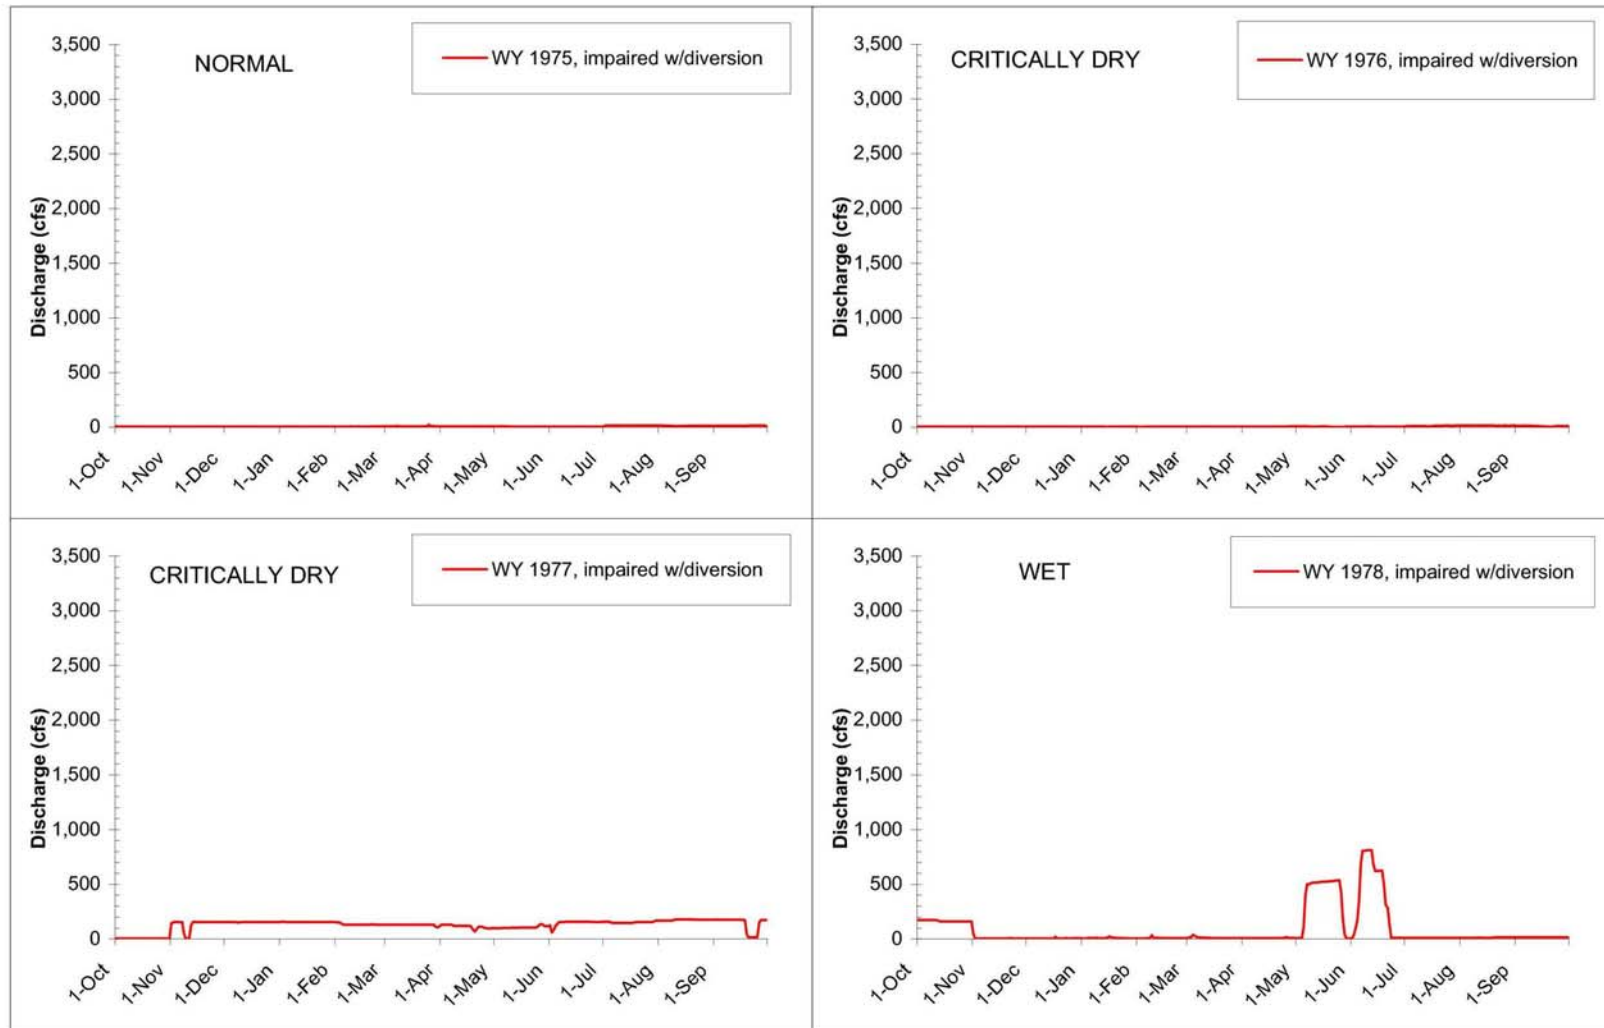 NORMAL
WY 1975, impaired w/diversion
3,500
3,000
2,500
2,000
1,500
1,000
500
0
Discharge (cfs)
1-Oct
1-Nov
1-Dec
1-Jan
1-Feb
1-Mar
1-Apr
1-May
1-Jun
1-Jul
1-Aug
1-Sep
CRITICALLY DRY
WY 1976, impaired w/diversion
3,500
3,000
2,500
2,000
1,500
1,000
500
0
Discharge (cfs)
1-Oct
1-Nov
1-Dec
1-Jan
1-Feb
1-Mar
1-Apr
1-May
1-Jun
1-Jul
1-Aug
1-Sep
CRITICALLY DRY
WY 1977, impaired w/diversion
3,500
3,000
2,500
2,000
1,500
1,000
500
0
Discharge (cfs)
1-Oct
1-Nov
1-Dec
1-Jan
1-Feb
1-Mar
1-Apr
1-May
1-Jun
1-Jul
1-Aug
1-Sep
WET
WY 1978, impaired w/diversion
3,500
3,000
2,500
2,000
1,500
1,000
500
0
Discharge (cfs)
1-Oct
1-Nov
1-Dec
1-Jan
1-Feb
1-Mar
1-Apr
1-May
1-Jun
1-Jul
1-Aug
1-Sep